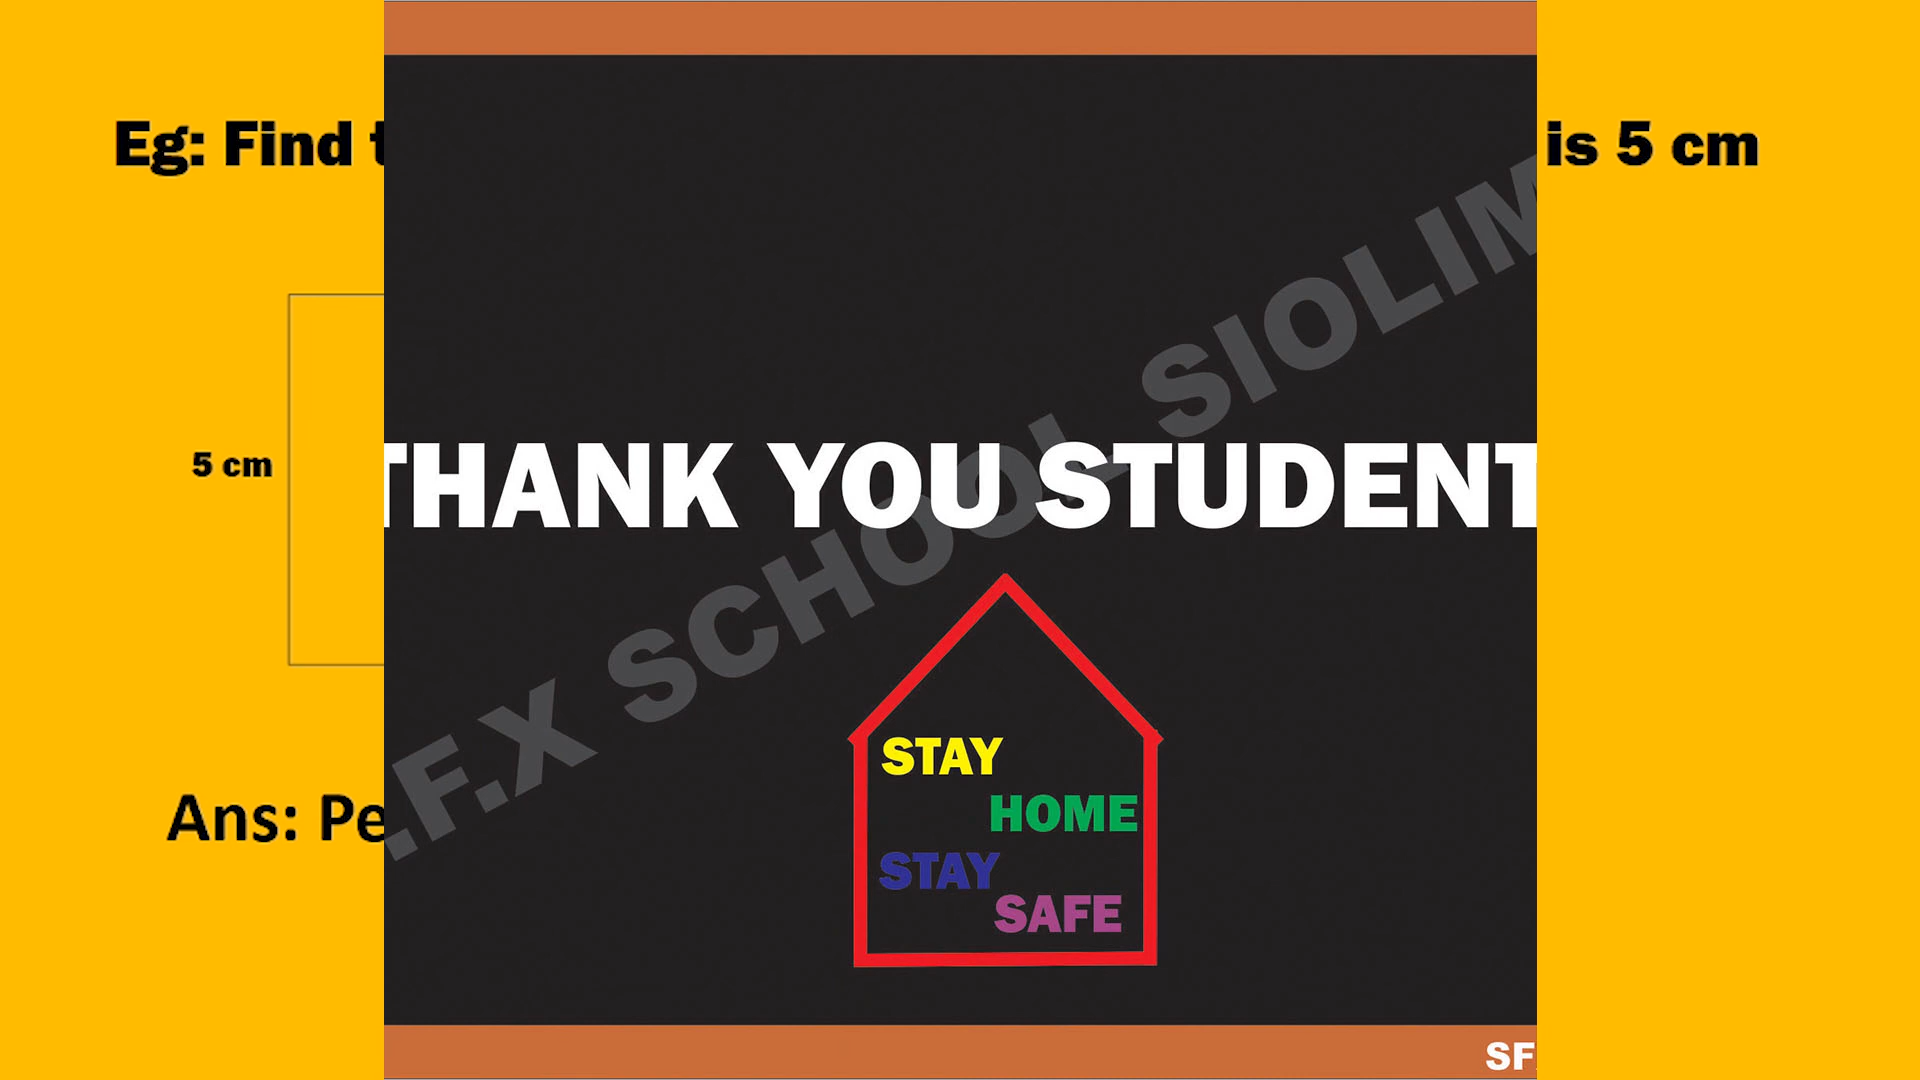 Eg: Find is 5 cm
5 cm
THANK YOU STUDENT
.F.X SCHOOL SIOLIM
STAY
HOME
STAY
SAFE
Ans: Pe
SF